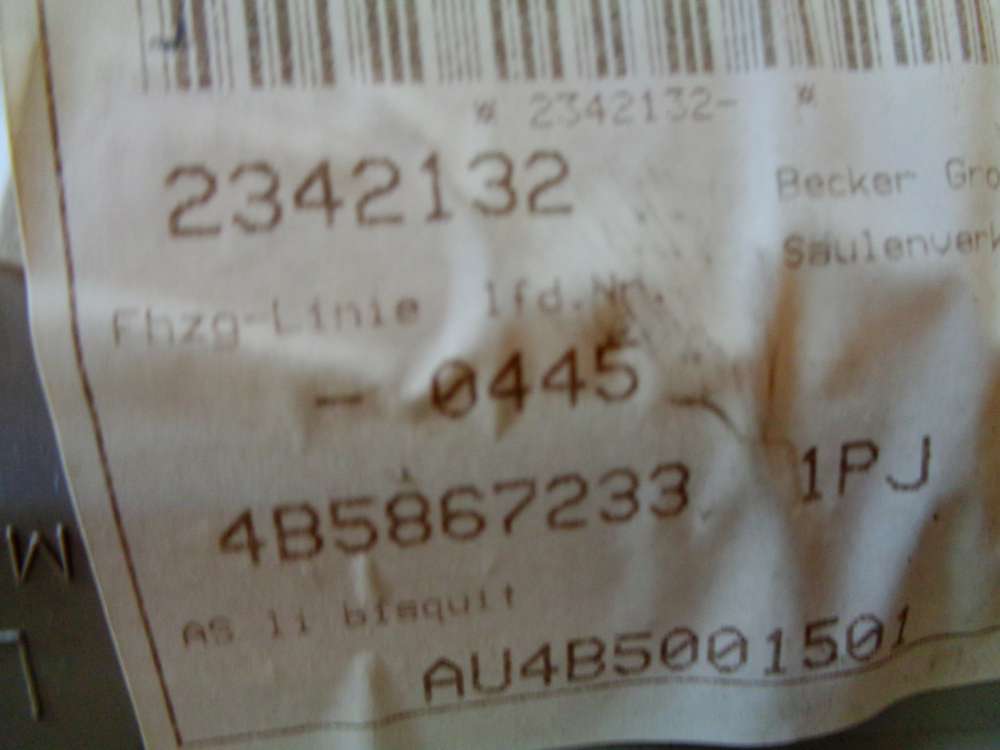 * 2342132- *
2342132
Becker Gro
Säulenverk
Fhzg-Linie lfd.Nr.
- 0445
4B5867233 1PJ
AS li bisquit
AU4B5001501